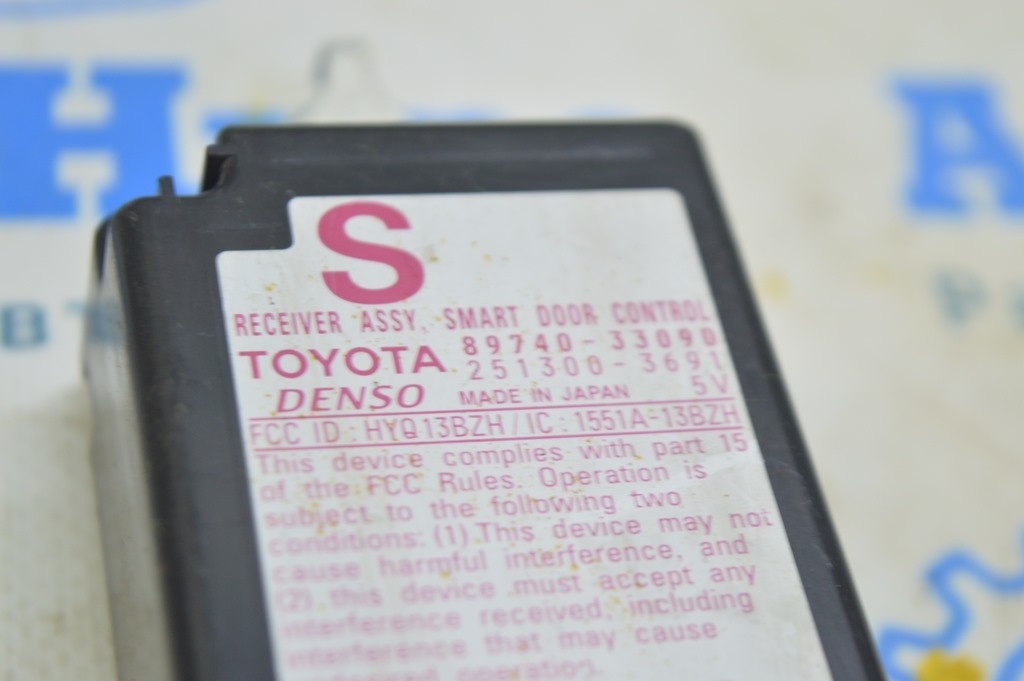 H
A
S
RECEIVER ASSY, SMART DOOR CONTROL
TOYOTA 89740-33090
251300-3691
DENSO MADE IN JAPAN 5V
FCC ID : HYQ13BZH / IC : 1551A-13BZH
This device complies with part 15
of the FCC Rules. Operation is
subject to the following two
conditions: (1) This device may not
cause harmful interference, and
(2) this device must accept any
interference received, including
interference that may cause
operation.